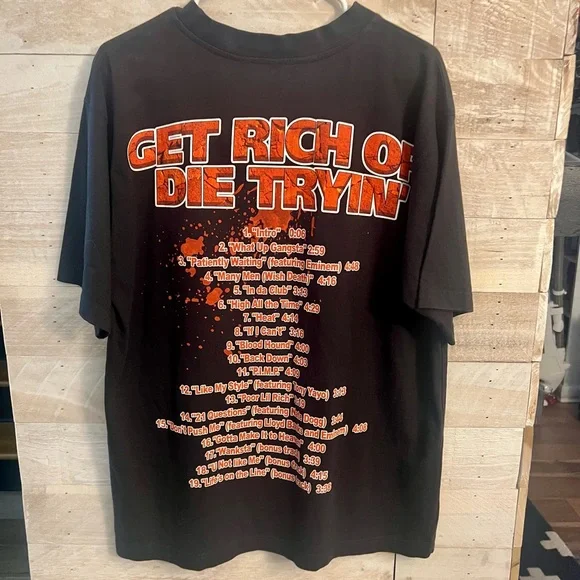 GET RICH OR
DIE TRYIN'
1. "Intro" 0:06
2. "What Up Gangsta" 2:59
3. "Patiently Waiting" (featuring Eminem) 4:48
4. "Many Men (Wish Death)" 4:16
5. "In da Club" 3:13
6. "High All the Time" 4:29
7. "Heat" 4:14
8. "If I Can't" 3:16
9. "Blood Hound" 4:00
10. "Back Down" 4:03
11. "P.I.M.P." 4:09
12. "Like My Style" (featuring Tony Yayo) 3:13
13. "Poor Lil Rich" 3:19
14. "21 Questions" (featuring Nate Dogg) 3:44
15. "Don't Push Me" (featuring Lloyd Banks and Eminem) 4:08
16. "Gotta Make it to Heaven" 4:00
17. "Wanksta" (bonus track) 3:39
18. "U Not like Me" (bonus track) 4:15
19. "Life's on the Line" (bonus track) 3:36